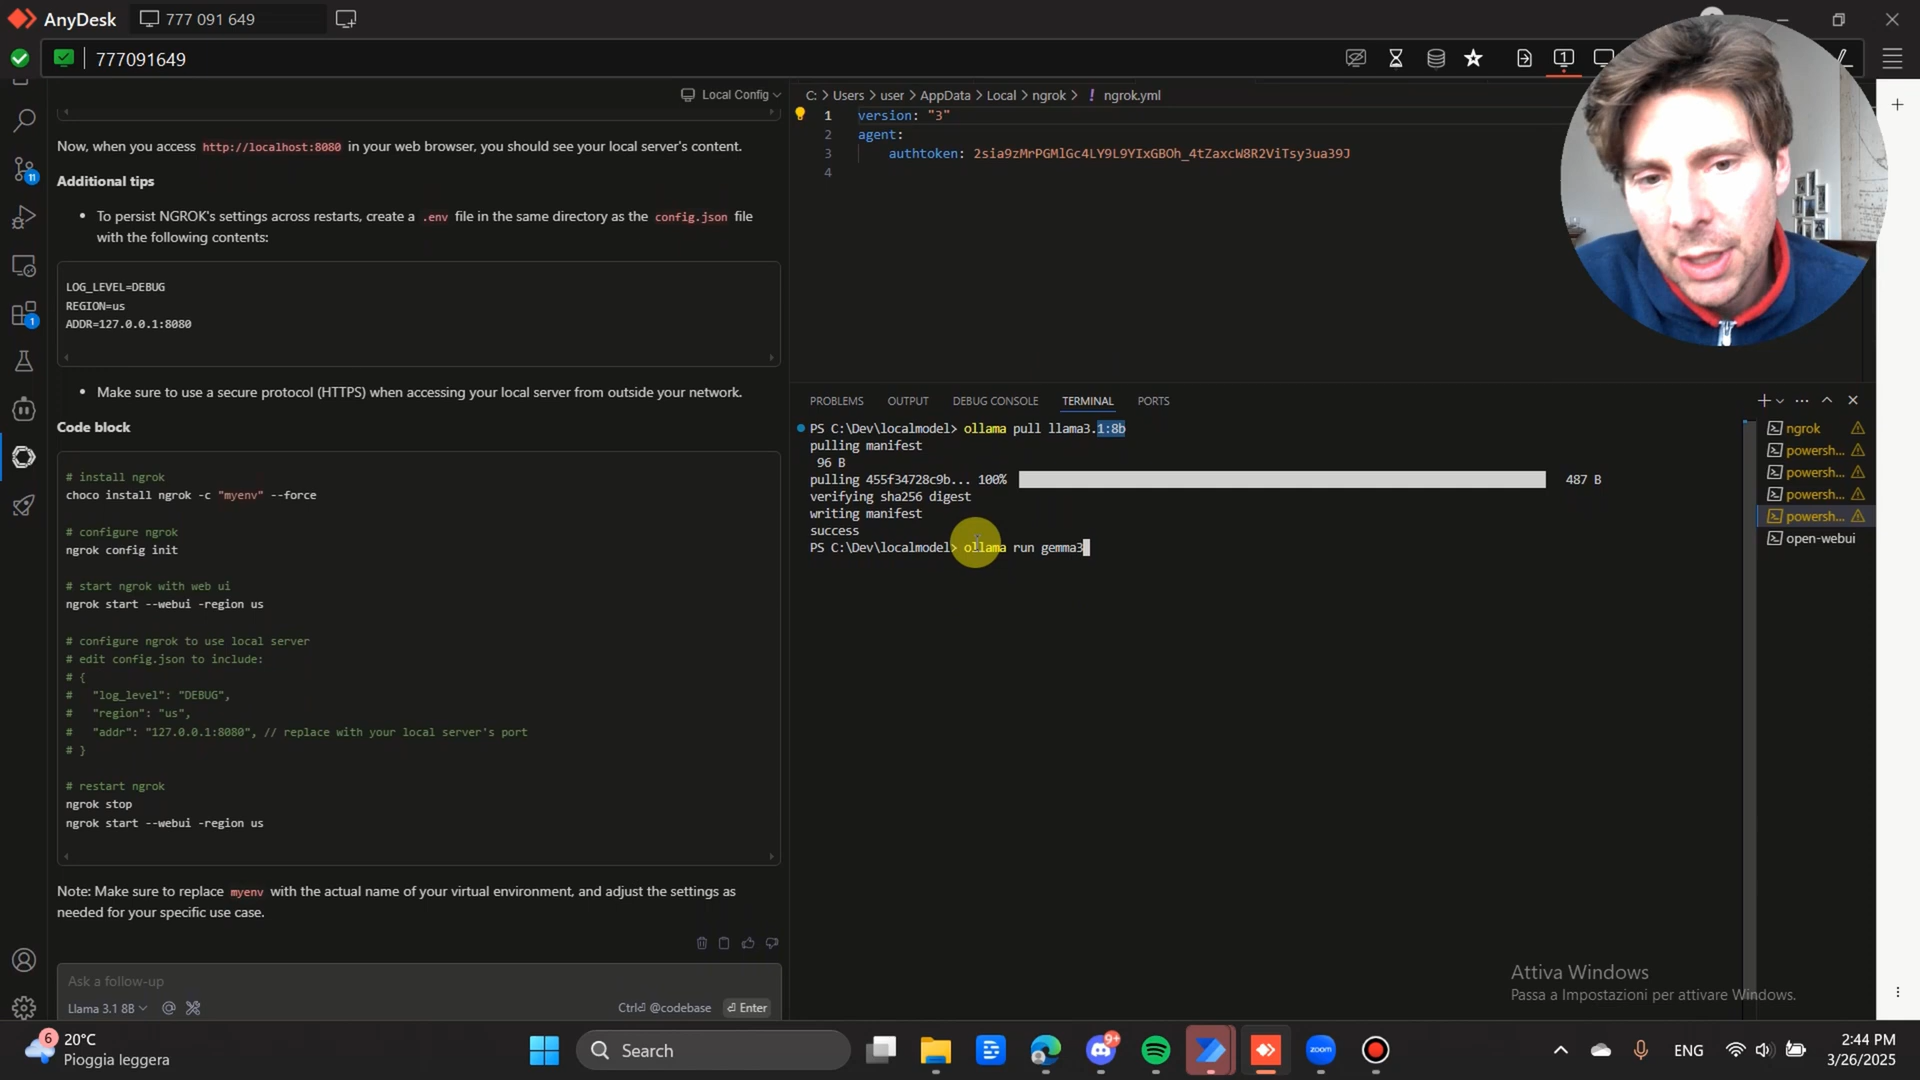 AnyDesk
777 091 649
777091649
Local Config
Now, when you access http://localhost:8080 in your web browser, you should see your local server's content.
Additional tips
• To persist NGROK's settings across restarts, create a .env file in the same directory as the config.json file
with the following contents:
LOG_LEVEL=DEBUG
REGION=us
ADDR=127.0.0.1:8080
• Make sure to use a secure protocol (HTTPS) when accessing your local server from outside your network.
Code block
# install ngrok
choco install ngrok -c "myenv" --force
# configure ngrok
ngrok config init
# start ngrok with web ui
ngrok start --webui -region us
# configure ngrok to use local server
# edit config.json to include:
# {
#   "log_level": "DEBUG",
#   "region": "us",
#   "addr": "127.0.0.1:8080", // replace with your local server's port
# }
# restart ngrok
ngrok stop
ngrok start --webui -region us
Note: Make sure to replace myenv with the actual name of your virtual environment, and adjust the settings as
needed for your specific use case.
Ask a follow-up
Llama 3.1 8B
@
Ctrl⏎ @codebase
⏎ Enter
11
1
C: > Users > user > AppData > Local > ngrok > ! ngrok.yml
1 version: "3"
2 agent:
3 authtoken: 2sia9zMrPGMlGc4LY9L9YIxGBOh_4tZaxcW8R2ViTsy3ua39J
4
PROBLEMS OUTPUT DEBUG CONSOLE TERMINAL PORTS
PS C:\Dev\localmodel> ollama pull llama3.1:8b
pulling manifest
96 B
pulling 455f34728c9b... 100% 487 B
verifying sha256 digest
writing manifest
success
PS C:\Dev\localmodel> ollama run gemma3
ngrok
powersh...
powersh...
powersh...
powersh...
open-webui
Attiva Windows
Passa a Impostazioni per attivare Windows.
6
20°C
Pioggia leggera
Search
9+
zoom
ENG
2:44 PM
3/26/2025